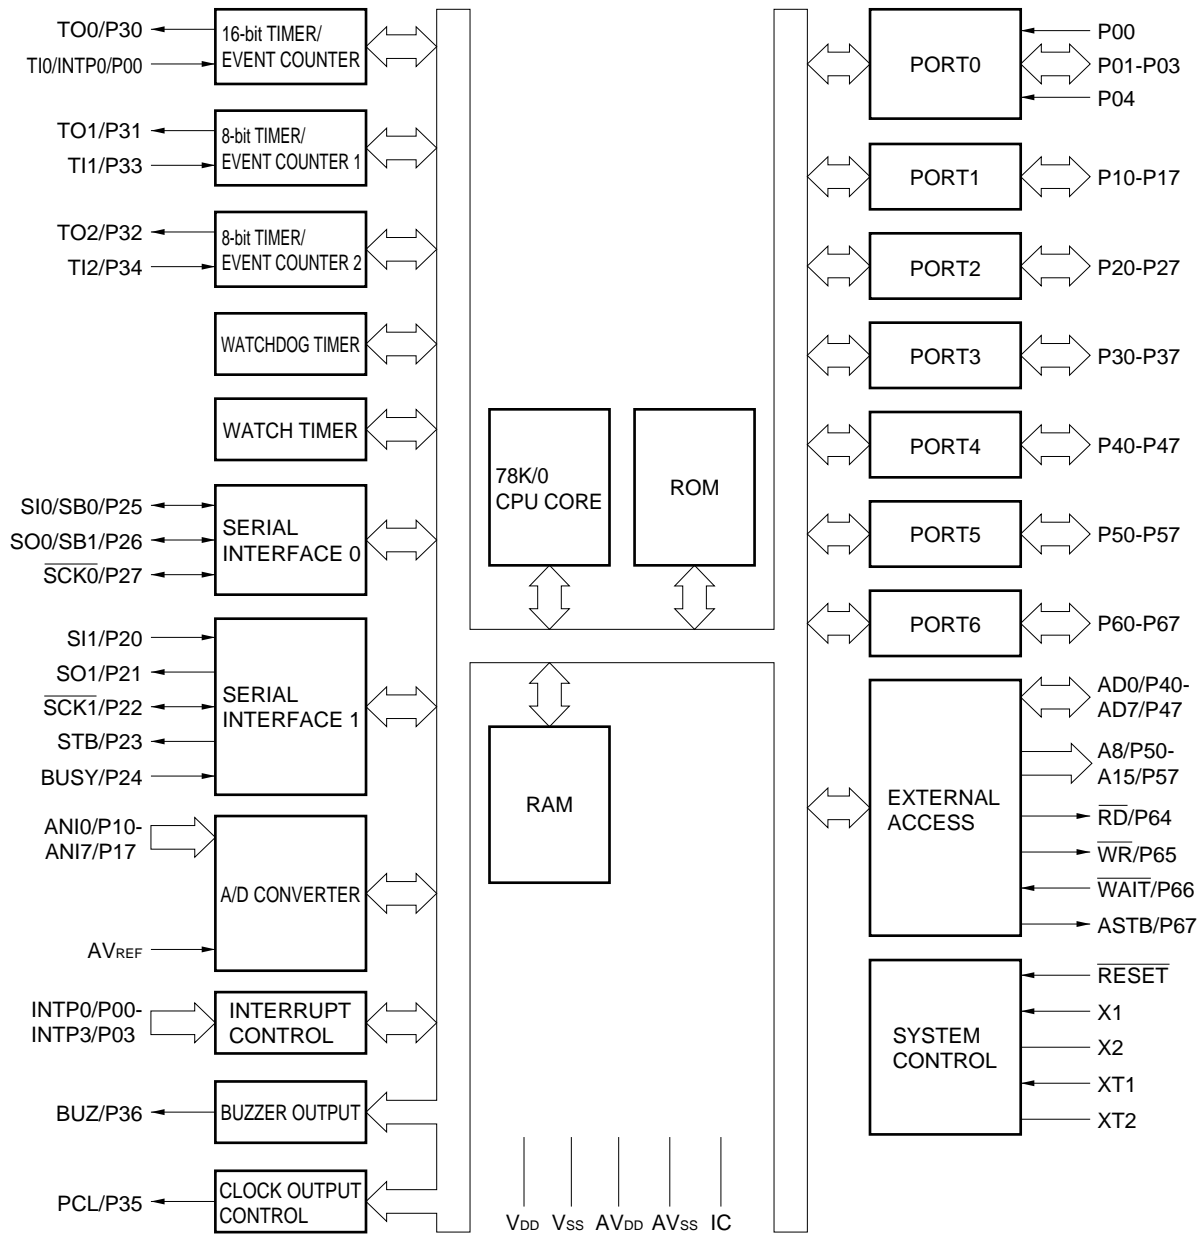 TO0/P30
TI0/INTP0/P00
16-bit TIMER/
EVENT COUNTER
TO1/P31
TI1/P33
8-bit TIMER/
EVENT COUNTER 1
TO2/P32
TI2/P34
8-bit TIMER/
EVENT COUNTER 2
WATCHDOG TIMER
WATCH TIMER
SI0/SB0/P25
SO0/SB1/P26
S̅C̅K̅0̅/P27
SERIAL
INTERFACE 0
SI1/P20
SO1/P21
S̅C̅K̅1̅/P22
STB/P23
BUSY/P24
SERIAL
INTERFACE 1
ANI0/P10-
ANI7/P17
AVREF
A/D CONVERTER
INTP0/P00-
INTP3/P03
INTERRUPT
CONTROL
BUZ/P36
BUZZER OUTPUT
PCL/P35
CLOCK OUTPUT
CONTROL
78K/0
CPU CORE
ROM
RAM
VDD VSS AVDD AVSS IC
PORT0
P00
P01-P03
P04
PORT1
P10-P17
PORT2
P20-P27
PORT3
P30-P37
PORT4
P40-P47
PORT5
P50-P57
PORT6
P60-P67
EXTERNAL
ACCESS
AD0/P40-
AD7/P47
A8/P50-
A15/P57
R̅D̅/P64
W̅R̅/P65
W̅A̅I̅T̅/P66
ASTB/P67
SYSTEM
CONTROL
R̅E̅S̅E̅T̅
X1
X2
XT1
XT2